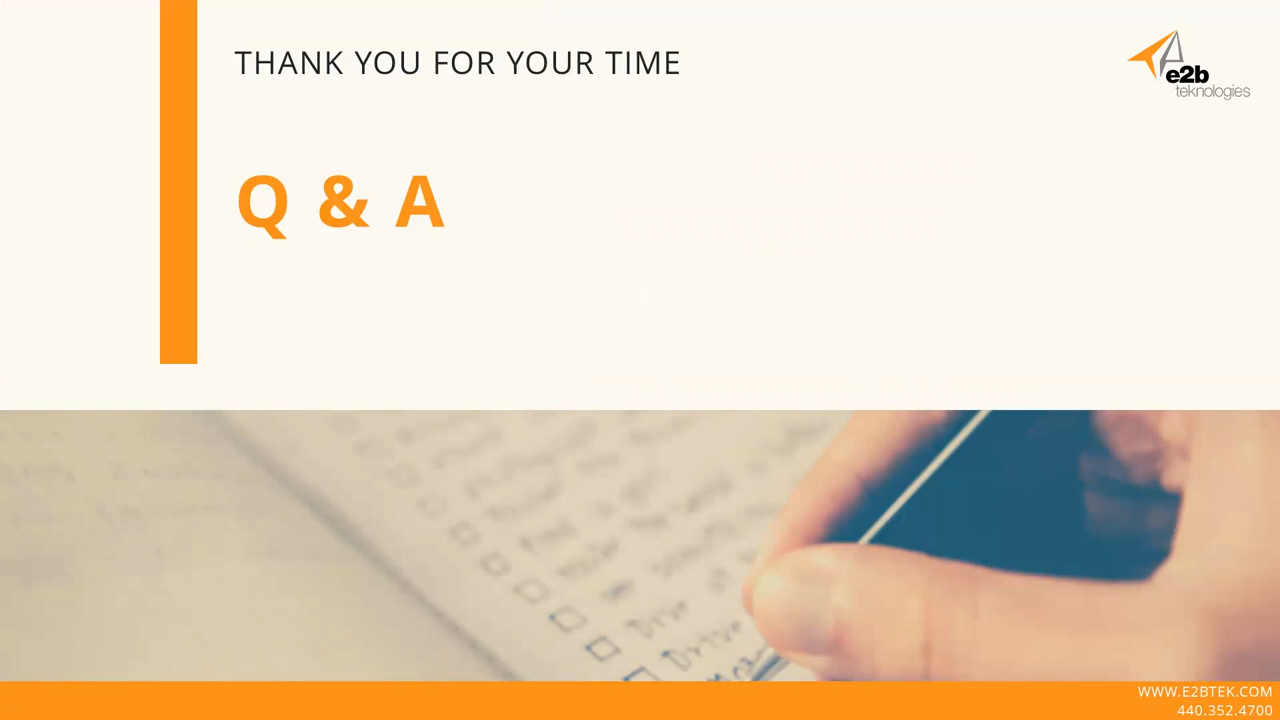 THANK YOU FOR YOUR TIME
e2b
teknologies
Q & A
WWW.E2BTEK.COM
440.352.4700